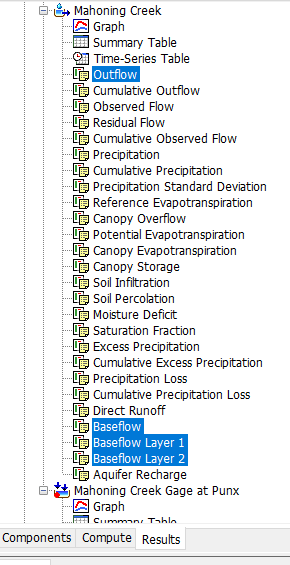 Mahoning Creek
Graph
Summary Table
Time-Series Table
Outflow
Cumulative Outflow
Observed Flow
Residual Flow
Cumulative Observed Flow
Precipitation
Cumulative Precipitation
Precipitation Standard Deviation
Reference Evapotranspiration
Canopy Overflow
Potential Evapotranspiration
Canopy Evapotranspiration
Canopy Storage
Soil Infiltration
Soil Percolation
Moisture Deficit
Saturation Fraction
Excess Precipitation
Cumulative Excess Precipitation
Precipitation Loss
Cumulative Precipitation Loss
Direct Runoff
Baseflow
Baseflow Layer 1
Baseflow Layer 2
Aquifer Recharge
Mahoning Creek Gage at Punx
Graph
Summary Table
Components Compute Results